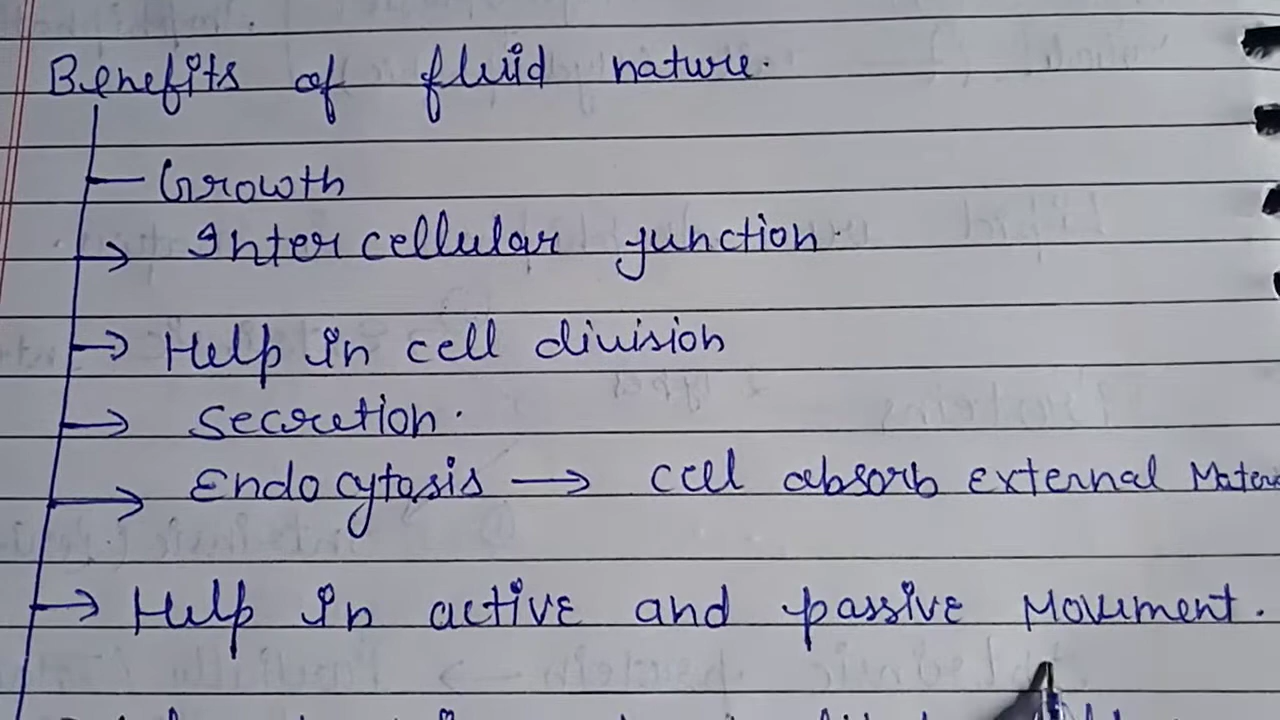 Benefits of fluid nature.
Growth
Intercellular junction.
Help in cell division
Secretion.
Endocytosis → cell absorb external
Help in active and passive Movement.